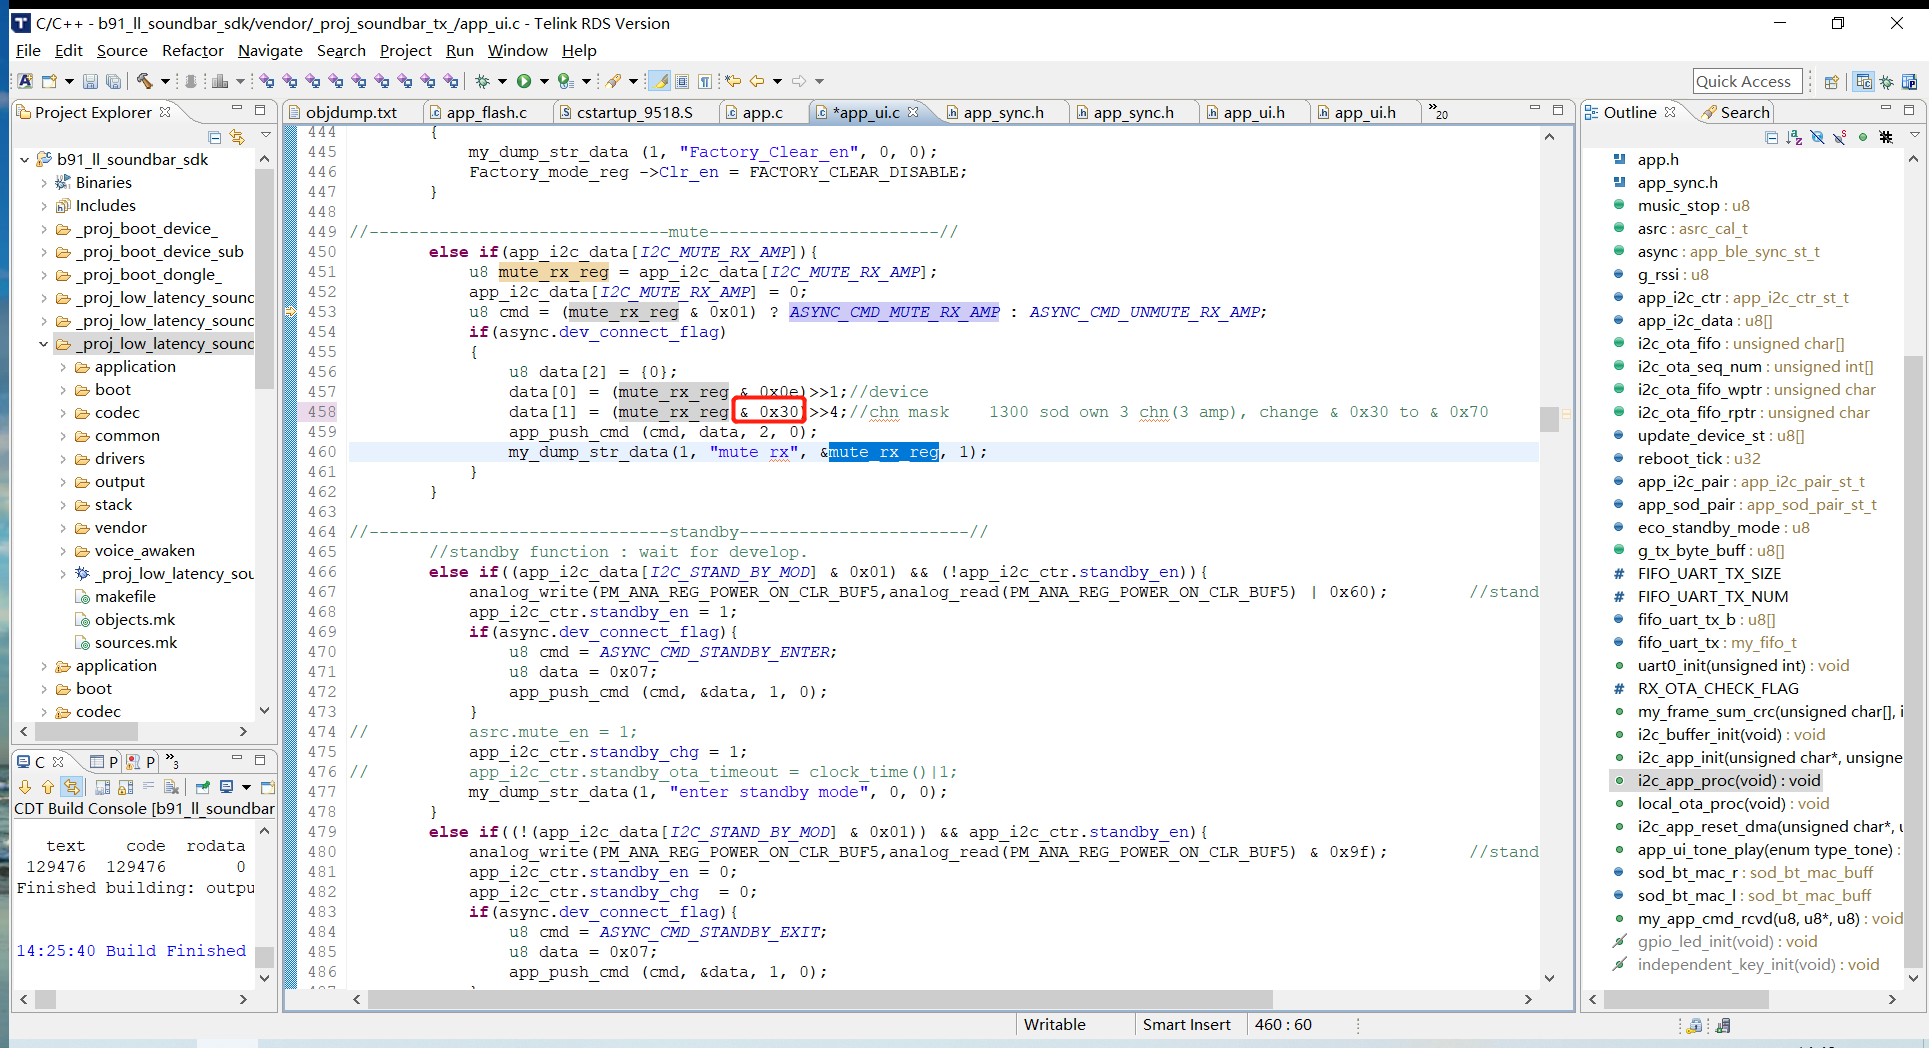 C/C++ - b91_ll_soundbar_sdk/vendor/_proj_soundbar_tx_/app_ui.c - Telink RDS Version
File Edit Source Refactor Navigate Search Project Run Window Help
Quick Access
Project Explorer
objdump.txt app_flash.c cstartup_9518.S app.c *app_ui.c app_sync.h app_sync.h app_ui.h app_ui.h »20
Outline Search
b91_ll_soundbar_sdk
Binaries
Includes
_proj_boot_device_
_proj_boot_device_sub
_proj_boot_dongle_
_proj_low_latency_sounc
_proj_low_latency_sounc
_proj_low_latency_sounc
application
boot
codec
common
drivers
output
stack
vendor
voice_awaken
_proj_low_latency_sou
makefile
objects.mk
sources.mk
application
boot
codec
C P P »3
CDT Build Console [b91_ll_soundbar
text code rodata
129476 129476 0
Finished building: outpu
14:25:40 Build Finished
444 {
445 my_dump_str_data (1, "Factory_Clear_en", 0, 0);
446 Factory_mode_reg ->Clr_en = FACTORY_CLEAR_DISABLE;
447 }
448
449 //------------------------------mute-----------------------//
450 else if(app_i2c_data[I2C_MUTE_RX_AMP]){
451 u8 mute_rx_reg = app_i2c_data[I2C_MUTE_RX_AMP];
452 app_i2c_data[I2C_MUTE_RX_AMP] = 0;
453 u8 cmd = (mute_rx_reg & 0x01) ? ASYNC_CMD_MUTE_RX_AMP : ASYNC_CMD_UNMUTE_RX_AMP;
454 if(async.dev_connect_flag)
455 {
456 u8 data[2] = {0};
457 data[0] = (mute_rx_reg & 0x0e)>>1;//device
458 data[1] = (mute_rx_reg & 0x30)>>4;//chn mask 1300 sod own 3 chn(3 amp), change & 0x30 to & 0x70
459 app_push_cmd (cmd, data, 2, 0);
460 my_dump_str_data(1, "mute rx", &mute_rx_reg, 1);
461 }
462 }
463
464 //------------------------------standby-----------------------//
465 //standby function : wait for develop.
466 else if((app_i2c_data[I2C_STAND_BY_MOD] & 0x01) && (!app_i2c_ctr.standby_en)){
467 analog_write(PM_ANA_REG_POWER_ON_CLR_BUF5,analog_read(PM_ANA_REG_POWER_ON_CLR_BUF5) | 0x60); //stand
468 app_i2c_ctr.standby_en = 1;
469 if(async.dev_connect_flag){
470 u8 cmd = ASYNC_CMD_STANDBY_ENTER;
471 u8 data = 0x07;
472 app_push_cmd (cmd, &data, 1, 0);
473 }
474 // asrc.mute_en = 1;
475 app_i2c_ctr.standby_chg = 1;
476 // app_i2c_ctr.standby_ota_timeout = clock_time()|1;
477 my_dump_str_data(1, "enter standby mode", 0, 0);
478 }
479 else if((!(app_i2c_data[I2C_STAND_BY_MOD] & 0x01)) && app_i2c_ctr.standby_en){
480 analog_write(PM_ANA_REG_POWER_ON_CLR_BUF5,analog_read(PM_ANA_REG_POWER_ON_CLR_BUF5) & 0x9f); //stand
481 app_i2c_ctr.standby_en = 0;
482 app_i2c_ctr.standby_chg = 0;
483 if(async.dev_connect_flag){
484 u8 cmd = ASYNC_CMD_STANDBY_EXIT;
485 u8 data = 0x07;
486 app_push_cmd (cmd, &data, 1, 0);
app.h
app_sync.h
music_stop : u8
asrc : asrc_cal_t
async : app_ble_sync_st_t
g_rssi : u8
app_i2c_ctr : app_i2c_ctr_st_t
app_i2c_data : u8[]
i2c_ota_fifo : unsigned char[]
i2c_ota_seq_num : unsigned int[]
i2c_ota_fifo_wptr : unsigned char
i2c_ota_fifo_rptr : unsigned char
update_device_st : u8[]
reboot_tick : u32
app_i2c_pair : app_i2c_pair_st_t
app_sod_pair : app_sod_pair_st_t
eco_standby_mode : u8
g_tx_byte_buff : u8[]
# FIFO_UART_TX_SIZE
# FIFO_UART_TX_NUM
fifo_uart_tx_b : u8[]
fifo_uart_tx : my_fifo_t
uart0_init(unsigned int) : void
# RX_OTA_CHECK_FLAG
my_frame_sum_crc(unsigned char[], i
i2c_buffer_init(void) : void
i2c_app_init(unsigned char*, unsigne
i2c_app_proc(void) : void
local_ota_proc(void) : void
i2c_app_reset_dma(unsigned char*, u
app_ui_tone_play(enum type_tone) :
sod_bt_mac_r : sod_bt_mac_buff
sod_bt_mac_l : sod_bt_mac_buff
my_app_cmd_rcvd(u8, u8*, u8) : void
gpio_led_init(void) : void
independent_key_init(void) : void
Writable Smart Insert 460 : 60